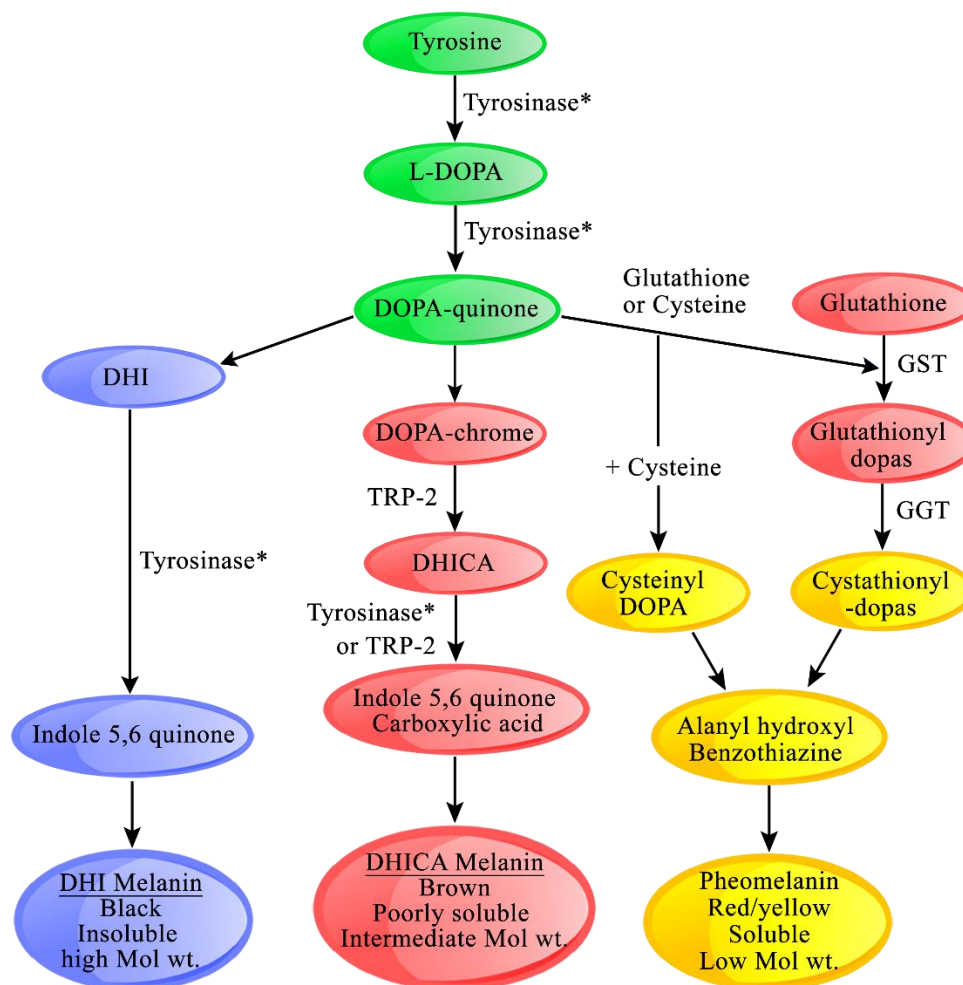 Tyrosine
Tyrosinase*
L-DOPA
Tyrosinase*
DOPA-quinone
Glutathione
or Cysteine
Glutathione
GST
DHI
DOPA-chrome
Glutathionyl
dopas
TRP-2
+ Cysteine
GGT
Tyrosinase*
DHICA
Cysteinyl
DOPA
Cystathionyl
-dopas
Tyrosinase*
or TRP-2
Indole 5,6 quinone
Indole 5,6 quinone
Carboxylic acid
Alanyl hydroxyl
Benzothiazine
DHI Melanin
Black
Insoluble
high Mol wt.
DHICA Melanin
Brown
Poorly soluble
Intermediate Mol wt.
Pheomelanin
Red/yellow
Soluble
Low Mol wt.